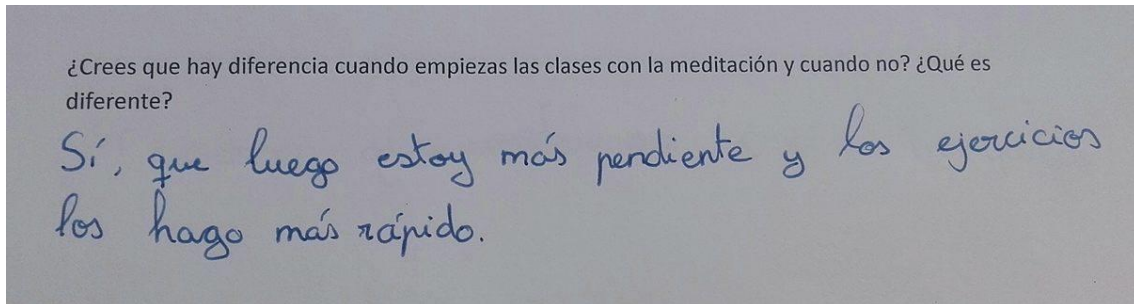 ¿Crees que hay diferencia cuando empiezas las clases con la meditación y cuando no? ¿Qué es
diferente?
Sí, que luego estoy más pendiente y los ejercicios
los hago más rápido.